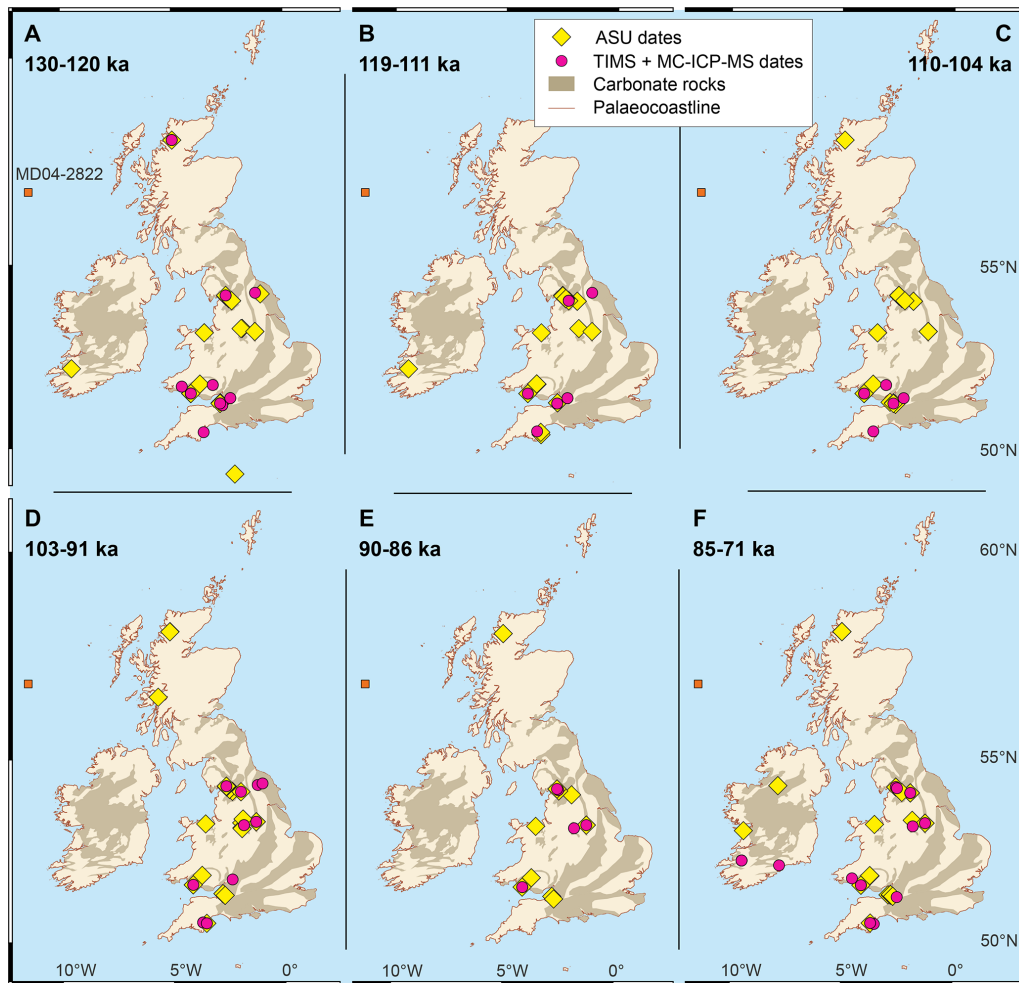 A
130-120 ka
B
119-111 ka
C
110-104 ka
ASU dates
TIMS + MC-ICP-MS dates
Carbonate rocks
Palaeocoastline
MD04-2822
55°N
50°N
D
103-91 ka
E
90-86 ka
F
85-71 ka
60°N
55°N
50°N
10°W
5°W
0°
10°W
5°W
0°
10°W
5°W
0°